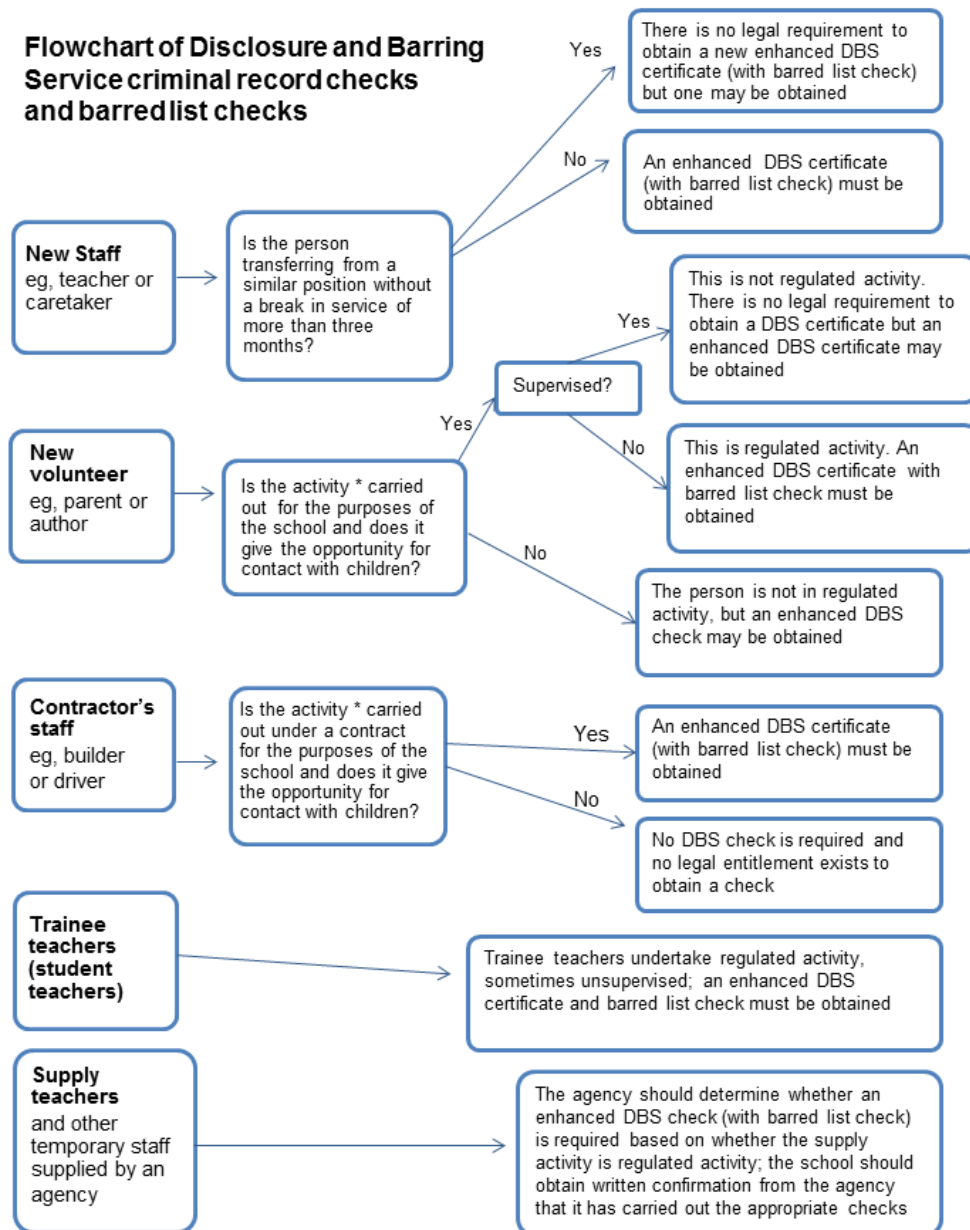 Flowchart of Disclosure and Barring
Service criminal record checks
and barred list checks
Yes
There is no legal requirement to
obtain a new enhanced DBS
certificate (with barred list check)
but one may be obtained
No
An enhanced DBS certificate
(with barred list check) must be
obtained
New Staff
eg, teacher or
caretaker
Is the person
transferring from a
similar position without
a break in service of
more than three
months?
This is not regulated activity.
There is no legal requirement to
obtain a DBS certificate but an
enhanced DBS certificate may
be obtained
Yes
Supervised?
Yes
No
This is regulated activity. An
enhanced DBS certificate with
barred list check must be
obtained
New
volunteer
eg, parent or
author
Is the activity * carried
out for the purposes of
the school and does it
give the opportunity for
contact with children?
No
The person is not in regulated
activity, but an enhanced DBS
check may be obtained
Contractor's
staff
eg, builder
or driver
Is the activity * carried
out under a contract
for the purposes of the
school and does it give
the opportunity for
contact with children?
Yes
An enhanced DBS certificate
(with barred list check) must be
obtained
No
No DBS check is required and
no legal entitlement exists to
obtain a check
Trainee
teachers
(student
teachers)
Trainee teachers undertake regulated activity,
sometimes unsupervised; an enhanced DBS
certificate and barred list check must be obtained
Supply
teachers
and other
temporary staff
supplied by an
agency
The agency should determine whether an
enhanced DBS check (with barred list check)
is required based on whether the supply
activity is regulated activity; the school should
obtain written confirmation from the agency
that it has carried out the appropriate checks